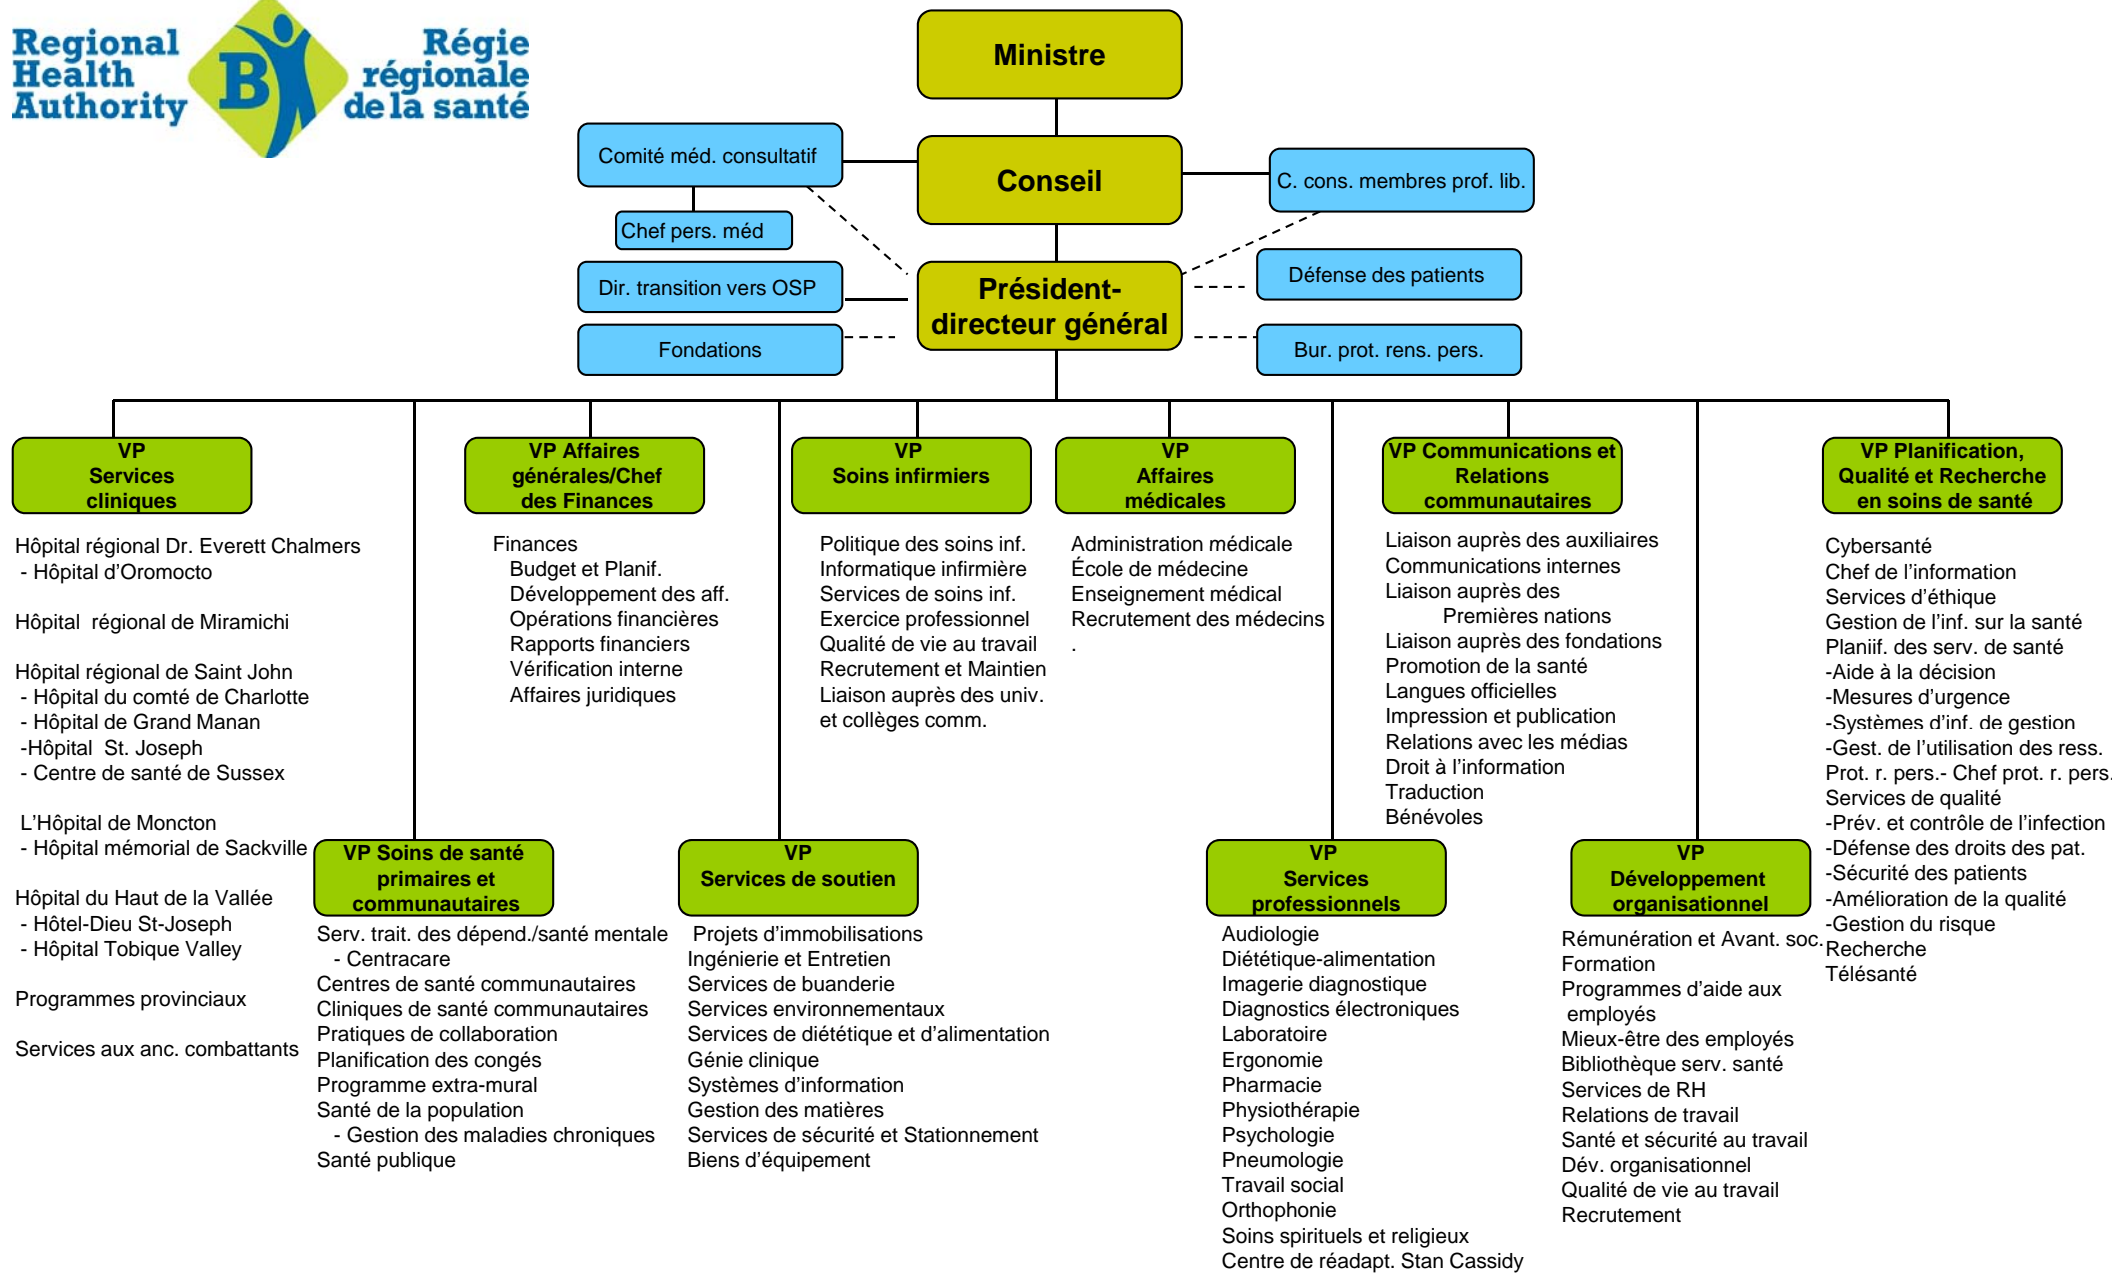 Regional
Health
Authority
B
Régie
régionale
de la santé
Ministre
Comité méd. consultatif
Conseil
C. cons. membres prof. lib.
Chef pers. méd
Dir. transition vers OSP
Président-
directeur général
Défense des patients
Fondations
Bur. prot. rens. pers.
VP
Services
cliniques
Hôpital régional Dr. Everett Chalmers
- Hôpital d'Oromocto
Hôpital  régional de Miramichi
Hôpital régional de Saint John
- Hôpital du comté de Charlotte
- Hôpital de Grand Manan
-Hôpital  St. Joseph
- Centre de santé de Sussex
L'Hôpital de Moncton
- Hôpital mémorial de Sackville
Hôpital du Haut de la Vallée
- Hôtel-Dieu St-Joseph
- Hôpital Tobique Valley
Programmes provinciaux
Services aux anc. combattants
VP Soins de santé
primaires et
communautaires
Serv. trait. des dépend./santé mentale
- Centracare
Centres de santé communautaires
Cliniques de santé communautaires
Pratiques de collaboration
Planification des congés
Programme extra-mural
Santé de la population
- Gestion des maladies chroniques
Santé publique
VP Affaires
générales/Chef
des Finances
Finances
Budget et Planif.
Développement des aff.
Opérations financières
Rapports financiers
Vérification interne
Affaires juridiques
VP
Services de soutien
Projets d'immobilisations
Ingénierie et Entretien
Services de buanderie
Services environnementaux
Services de diététique et d'alimentation
Génie clinique
Systèmes d'information
Gestion des matières
Services de sécurité et Stationnement
Biens d'équipement
VP
Soins infirmiers
Politique des soins inf.
Informatique infirmière
Services de soins inf.
Exercice professionnel
Qualité de vie au travail
Recrutement et Maintien
Liaison auprès des univ.
et collèges comm.
VP
Affaires
médicales
Administration médicale
École de médecine
Enseignement médical
Recrutement des médecins
.
VP
Services
professionnels
Audiologie
Diététique-alimentation
Imagerie diagnostique
Diagnostics électroniques
Laboratoire
Ergonomie
Pharmacie
Physiothérapie
Psychologie
Pneumologie
Travail social
Orthophonie
Soins spirituels et religieux
Centre de réadapt. Stan Cassidy
VP Communications et
Relations
communautaires
Liaison auprès des auxiliaires
Communications internes
Liaison auprès des
Premières nations
Liaison auprès des fondations
Promotion de la santé
Langues officielles
Impression et publication
Relations avec les médias
Droit à l'information
Traduction
Bénévoles
VP
Développement
organisationnel
Rémunération et Avant. soc.
Formation
Programmes d'aide aux
employés
Mieux-être des employés
Bibliothèque serv. santé
Services de RH
Relations de travail
Santé et sécurité au travail
Dév. organisationnel
Qualité de vie au travail
Recrutement
VP Planification,
Qualité et Recherche
en soins de santé
Cybersanté
Chef de l'information
Services d'éthique
Gestion de l'inf. sur la santé
Planiif. des serv. de santé
-Aide à la décision
-Mesures d'urgence
-Systèmes d'inf. de gestion
-Gest. de l'utilisation des ress.
Prot. r. pers.- Chef prot. r. pers.
Services de qualité
-Prév. et contrôle de l'infection
-Défense des droits des pat.
-Sécurité des patients
-Amélioration de la qualité
-Gestion du risque
Recherche
Télésanté